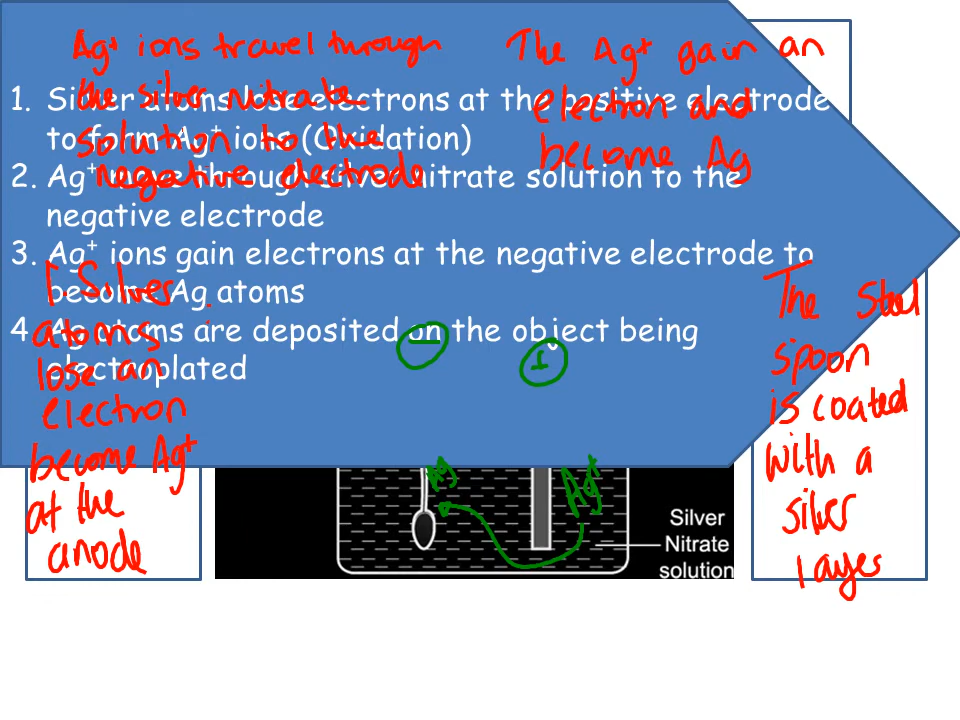 Ag+ ions travel through
the silver nitrate
solution to the
negative electrode
The Ag+ gain an
electron and
become Ag
1. Silver atoms lose electrons at the positive electrode
to form Ag+ ions (Oxidation)
2. Ag+ move through silver nitrate solution to the
negative electrode
3. Ag+ ions gain electrons at the negative electrode to
become Ag atoms
4. Ag atoms are deposited on the object being
electroplated
1. Silver
atoms
lose an
electron
become Ag+
at the
anode
The Steel
spoon
is coated
with a
silver
layer
−
+
Ag
Ag+
Silver
Nitrate
solution